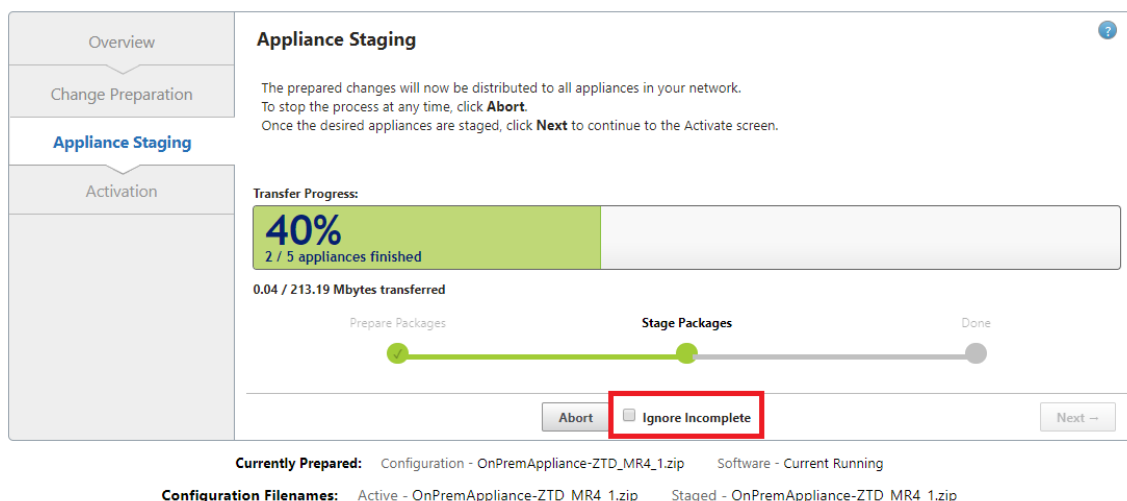 Overview
Change Preparation
Appliance Staging
Activation
Appliance Staging
?
The prepared changes will now be distributed to all appliances in your network.
To stop the process at any time, click Abort.
Once the desired appliances are staged, click Next to continue to the Activate screen.
Transfer Progress:
40%
2 / 5 appliances finished
0.04 / 213.19 Mbytes transferred
Prepare Packages Stage Packages Done
Abort Ignore Incomplete Next →
Currently Prepared: Configuration - OnPremAppliance-ZTD_MR4_1.zip Software - Current Running
Configuration Filenames: Active - OnPremAppliance-ZTD_MR4_1.zip Staged - OnPremAppliance-ZTD_MR4_1.zip